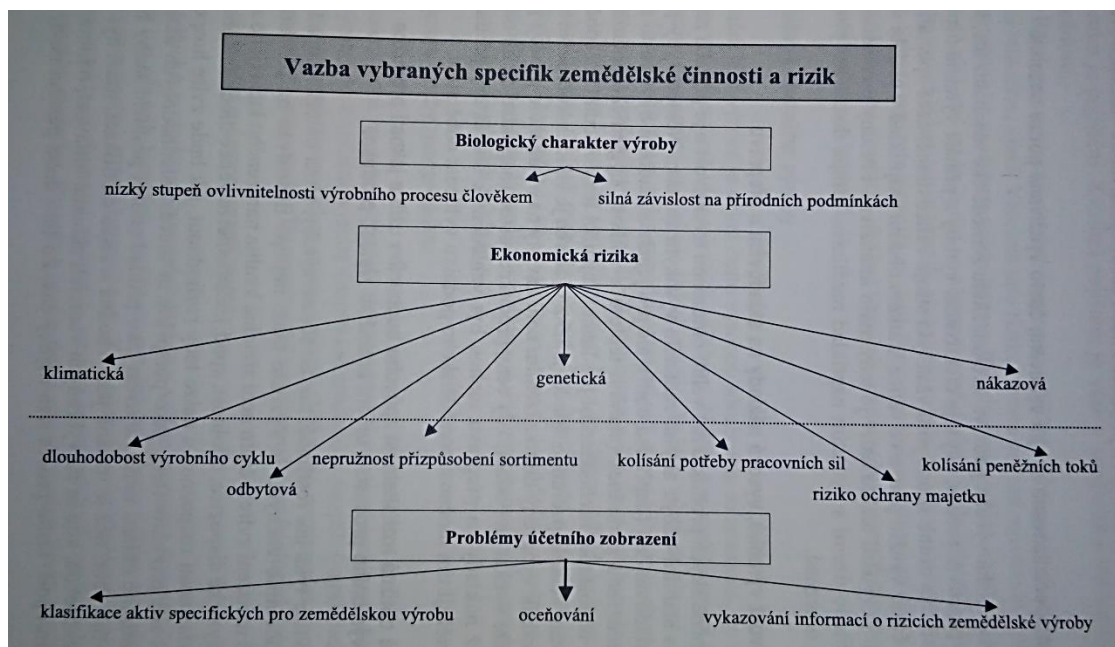 Vazba vybraných specifik zemědělské činnosti a rizik
Biologický charakter výroby
nízký stupeň ovlivnitelnosti výrobního procesu člověkem
silná závislost na přírodních podmínkách
Ekonomická rizika
klimatická
genetická
nákazová
dlouhodobost výrobního cyklu
nepružnost přizpůsobení sortimentu
kolísání potřeby pracovních sil
kolísání peněžních toků
odbytová
riziko ochrany majetku
Problémy účetního zobrazení
klasifikace aktiv specifických pro zemědělskou výrobu
oceňování
vykazování informací o rizicích zemědělské výroby